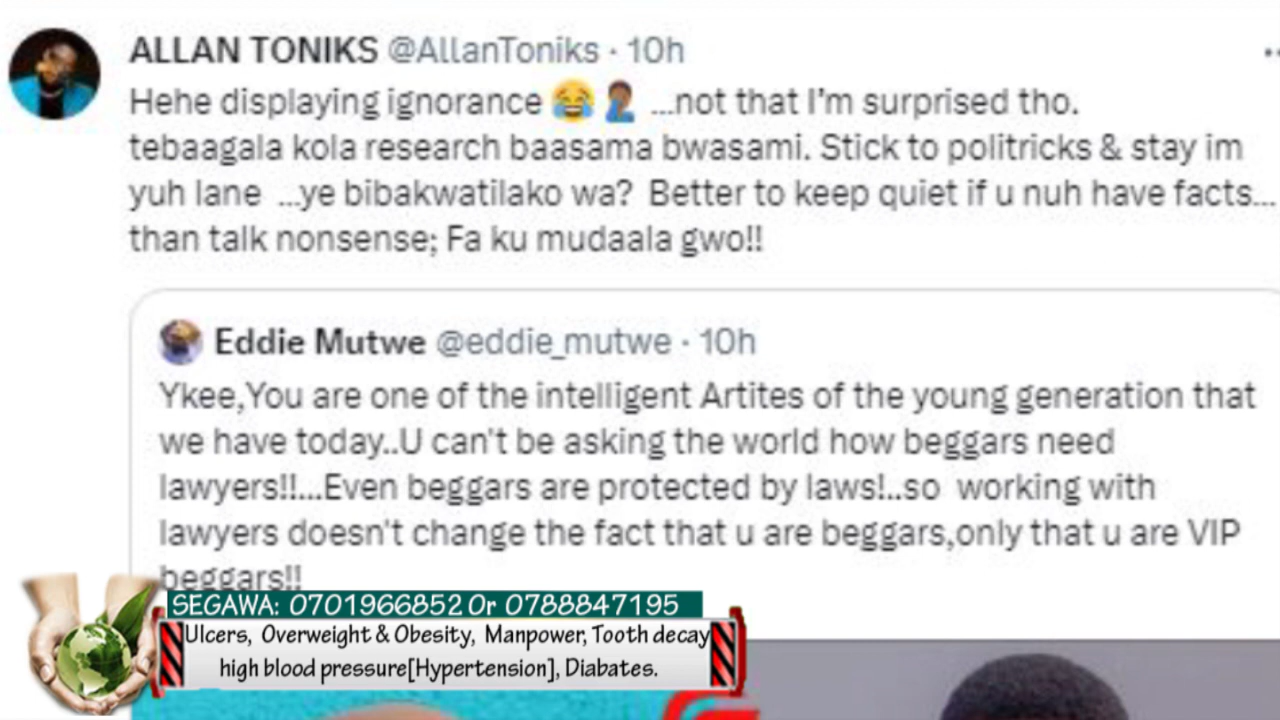 ALLAN TONIKS @AllanToniks · 10h
Hehe displaying ignorance 😂 🤦🏾‍♂️ ...not that I'm surprised tho.
tebaagala kola research baasama bwasami. Stick to politricks & stay im
yuh lane ...ye bibakwatilako wa? Better to keep quiet if u nuh have facts...
than talk nonsense; Fa ku mudaala gwo!!
Eddie Mutwe @eddie_mutwe · 10h
Ykee,You are one of the intelligent Artites of the young generation that
we have today..U can't be asking the world how beggars need
lawyers!!...Even beggars are protected by laws!..so working with
lawyers doesn't change the fact that u are beggars,only that u are VIP
beggars!!
SEGAWA: 0701966852 Or 0788847195
Ulcers, Overweight & Obesity, Manpower, Tooth decay
high blood pressure[Hypertension], Diabates.